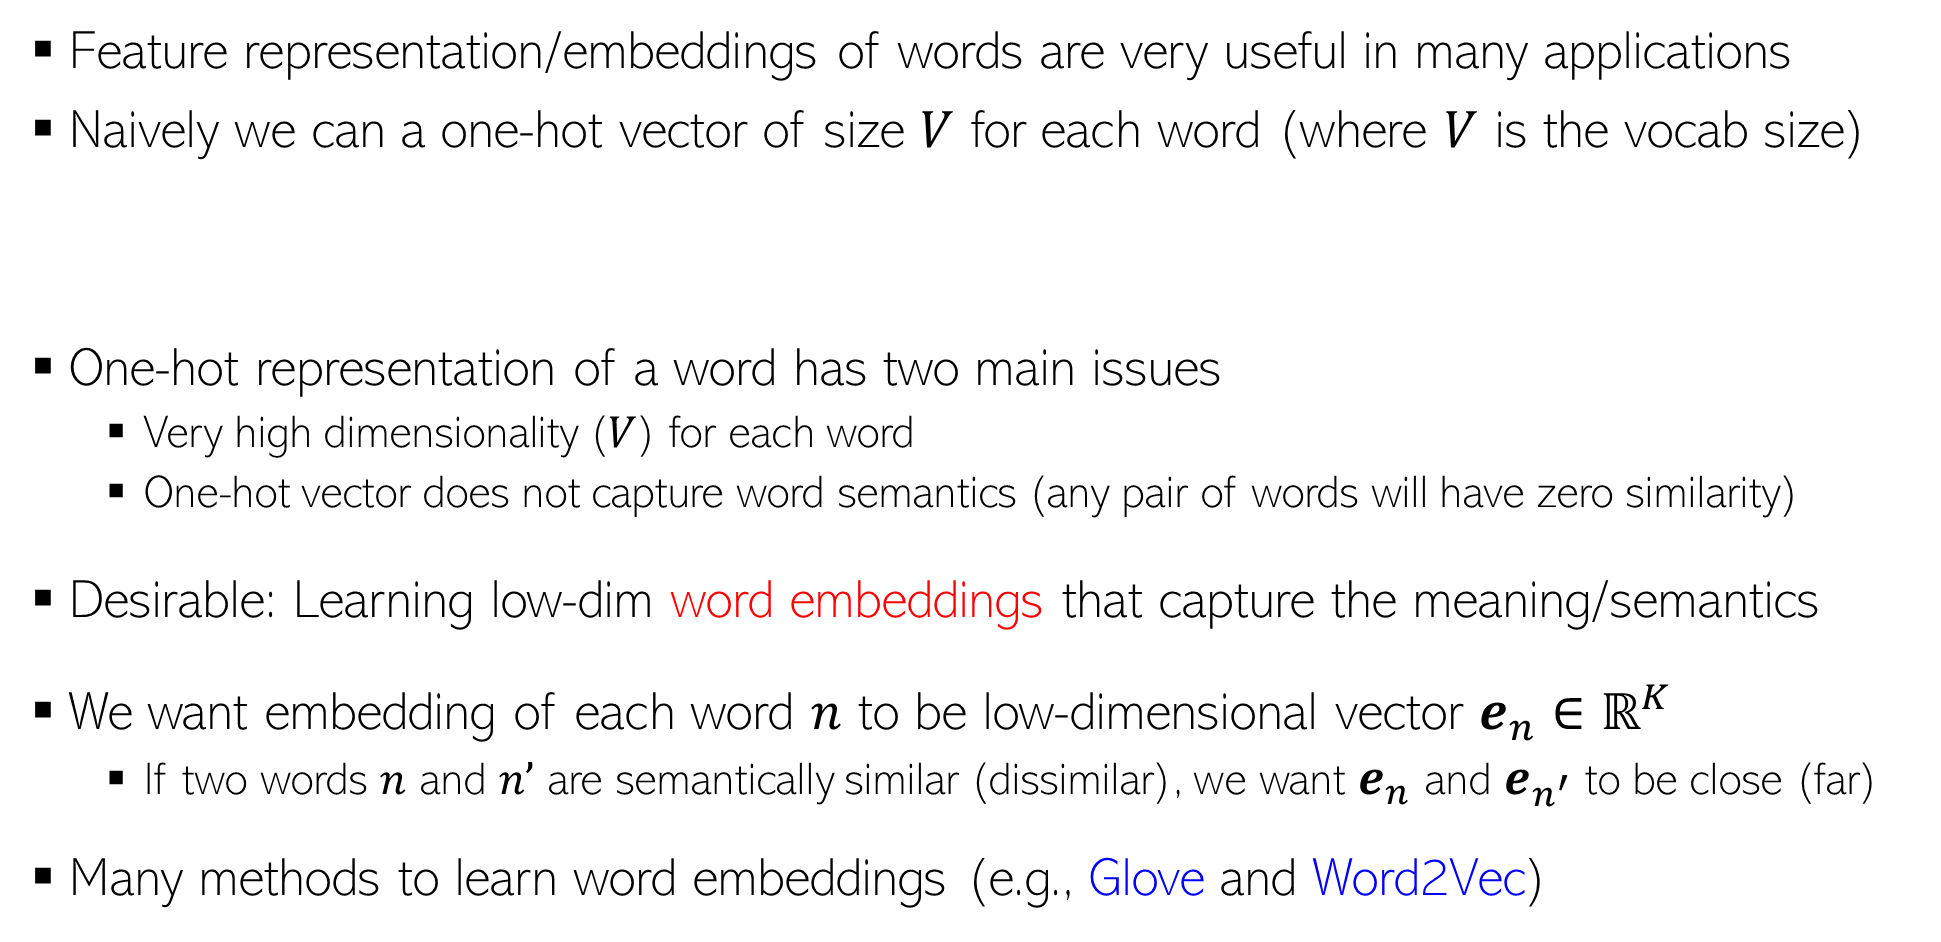 ▪ Feature representation/embeddings of words are very useful in many applications
▪ Naively we can a one-hot vector of size V for each word (where V is the vocab size)
▪ One-hot representation of a word has two main issues
▪ Very high dimensionality (V) for each word
▪ One-hot vector does not capture word semantics (any pair of words will have zero similarity)
▪ Desirable: Learning low-dim word embeddings that capture the meaning/semantics
▪ We want embedding of each word n to be low-dimensional vector eₙ ∈ ℝᴷ
▪ If two words n and n’ are semantically similar (dissimilar), we want eₙ and eₙ′ to be close (far)
▪ Many methods to learn word embeddings (e.g., Glove and Word2Vec)